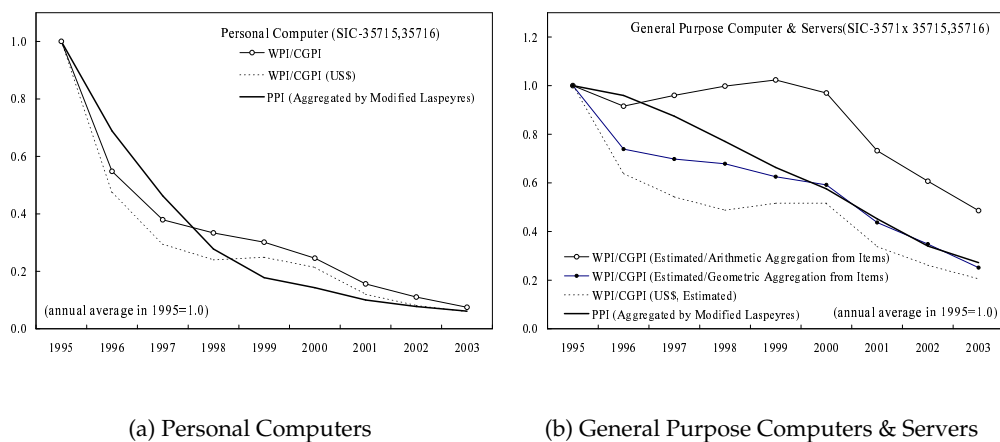 Personal Computer (SIC-35715,35716)
WPI/CGPI
WPI/CGPI (US$)
PPI (Aggregated by Modified Laspeyres)
1.0
0.8
0.6
0.4
0.2
0.0
(annual average in 1995=1.0)
1995 1996 1997 1998 1999 2000 2001 2002 2003
(a) Personal Computers
General Purpose Computer & Servers(SIC-3571x 35715,35716)
1.2
1.0
0.8
0.6
0.4
0.2
0.0
WPI/CGPI (Estimated/Arithmetic Aggregation from Items)
WPI/CGPI (Estimated/Geometric Aggregation from Items)
WPI/CGPI (US$, Estimated)
PPI (Aggregated by Modified Laspeyres)
(annual average in 1995=1.0)
1995 1996 1997 1998 1999 2000 2001 2002 2003
(b) General Purpose Computers & Servers